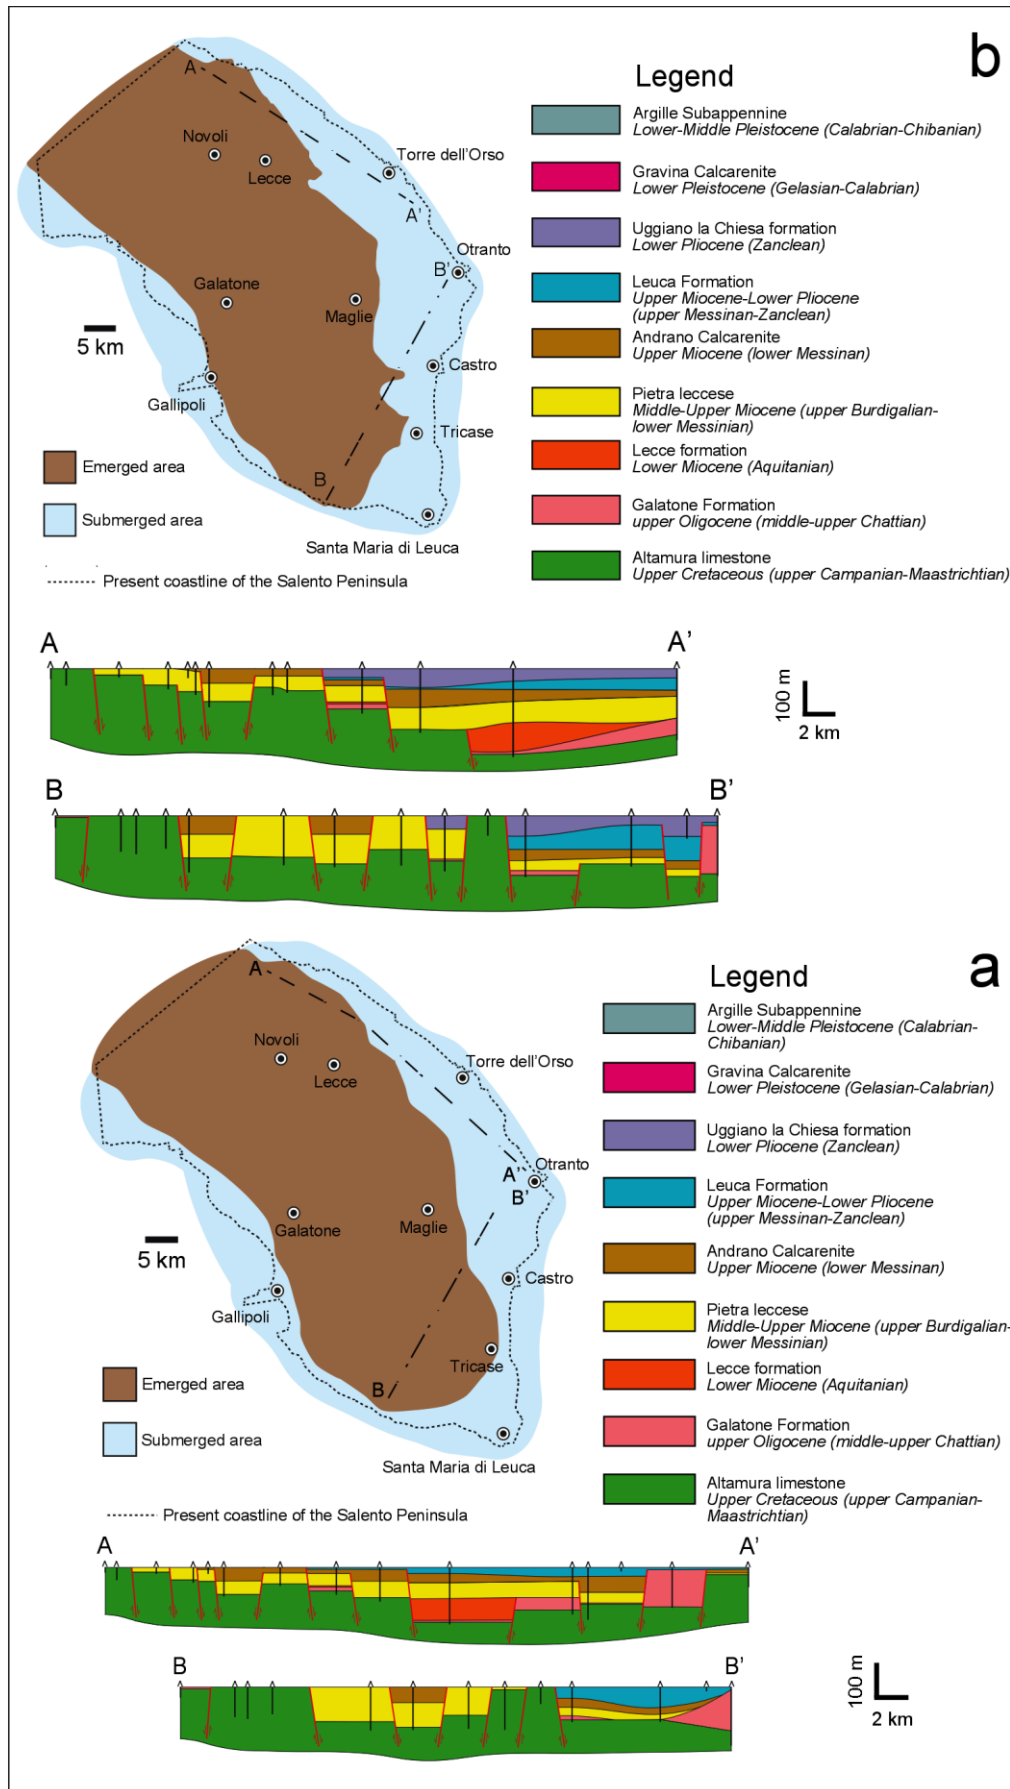 b
Legend
Argille Subappennine
Lower-Middle Pleistocene (Calabrian-Chibanian)
Gravina Calcarenite
Lower Pleistocene (Gelasian-Calabrian)
Uggiano la Chiesa formation
Lower Pliocene (Zanclean)
Leuca Formation
Upper Miocene-Lower Pliocene
(upper Messinan-Zanclean)
Andrano Calcarenite
Upper Miocene (lower Messinan)
Pietra leccese
Middle-Upper Miocene (upper Burdigalian-
lower Messinian)
Lecce formation
Lower Miocene (Aquitanian)
Galatone Formation
upper Oligocene (middle-upper Chattian)
Altamura limestone
Upper Cretaceous (upper Campanian-Maastrichtian)
A
Novoli
Lecce
Torre dell'Orso
A'
Otranto
B'
Galatone
Maglie
5 km
Castro
Gallipoli
Tricase
B
Santa Maria di Leuca
Emerged area
Submerged area
Present coastline of the Salento Peninsula
A
A'
100 m
2 km
B
B'
a
Legend
Argille Subappennine
Lower-Middle Pleistocene (Calabrian-
Chibanian)
Gravina Calcarenite
Lower Pleistocene (Gelasian-Calabrian)
Uggiano la Chiesa formation
Lower Pliocene (Zanclean)
Leuca Formation
Upper Miocene-Lower Pliocene
(upper Messinan-Zanclean)
Andrano Calcarenite
Upper Miocene (lower Messinan)
Pietra leccese
Middle-Upper Miocene (upper Burdigalian-
lower Messinian)
Lecce formation
Lower Miocene (Aquitanian)
Galatone Formation
upper Oligocene (middle-upper Chattian)
Altamura limestone
Upper Cretaceous (upper Campanian-
Maastrichtian)
A
Novoli
Lecce
Torre dell'Orso
Otranto
A'
B'
Galatone
Maglie
5 km
Castro
Gallipoli
Tricase
B
Santa Maria di Leuca
Emerged area
Submerged area
Present coastline of the Salento Peninsula
A
A'
B
B'
100 m
2 km